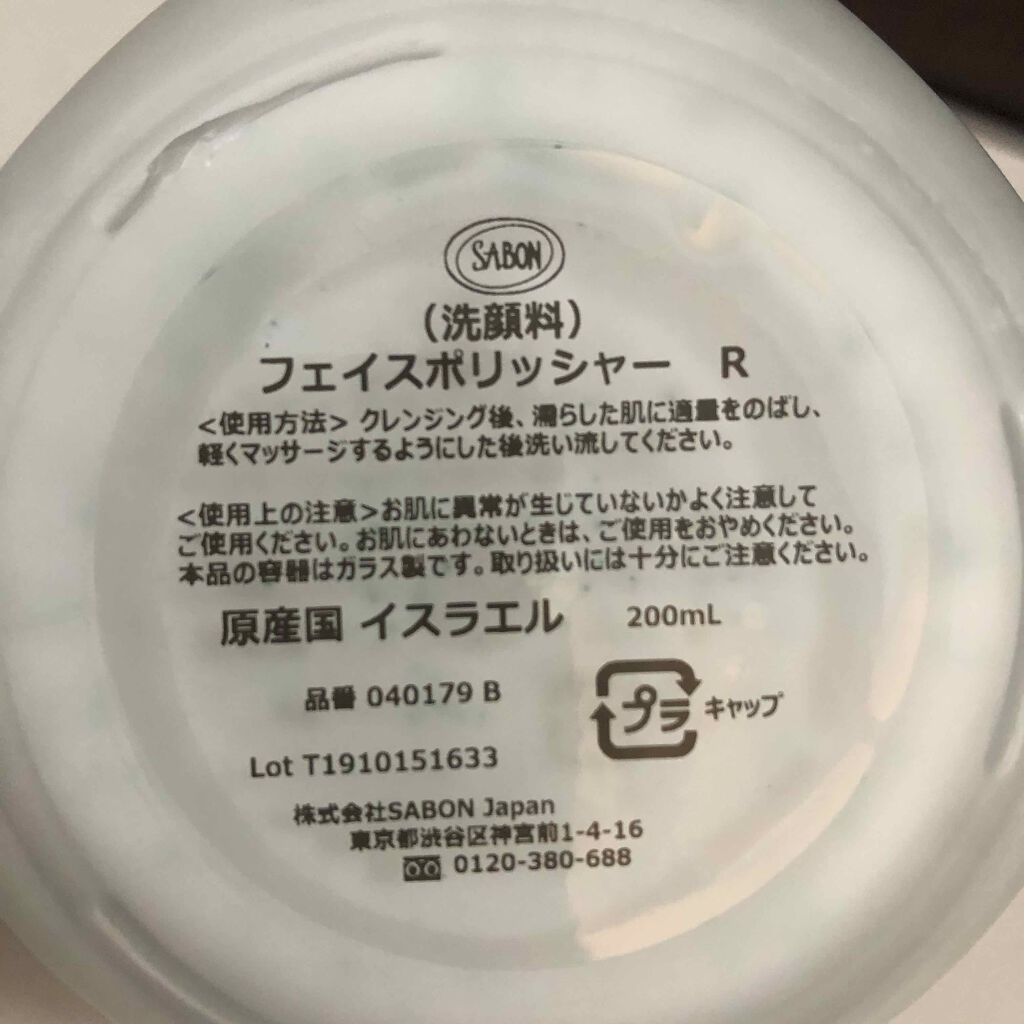 SABON
(洗顔料)
フェイスポリッシャー R
<使用方法> クレンジング後、濡らした肌に適量をのばし、
軽くマッサージするようにした後洗い流してください。
<使用上の注意>お肌に異常が生じていないかよく注意して
ご使用ください。お肌にあわないときは、ご使用をおやめください。
本品の容器はガラス製です。取り扱いには十分にご注意ください。
原産国 イスラエル 200mL
品番 040179 B
プラ キャップ
Lot T1910151633
株式会社SABON Japan
東京都渋谷区神宮前1-4-16
0120-380-688